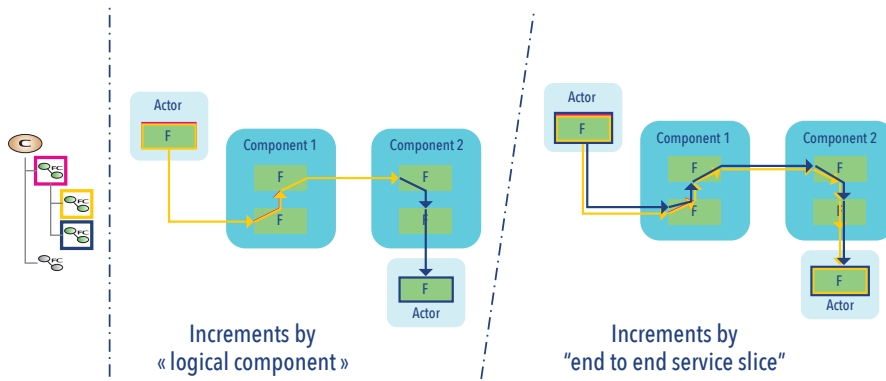 C
FC
FC
FC
FC
Actor
F
Component 1
F
F
Component 2
F
F
F
Actor
Increments by
« logical component »
Actor
F
Component 1
F
F
Component 2
F
F
F
Actor
Increments by
“end to end service slice”